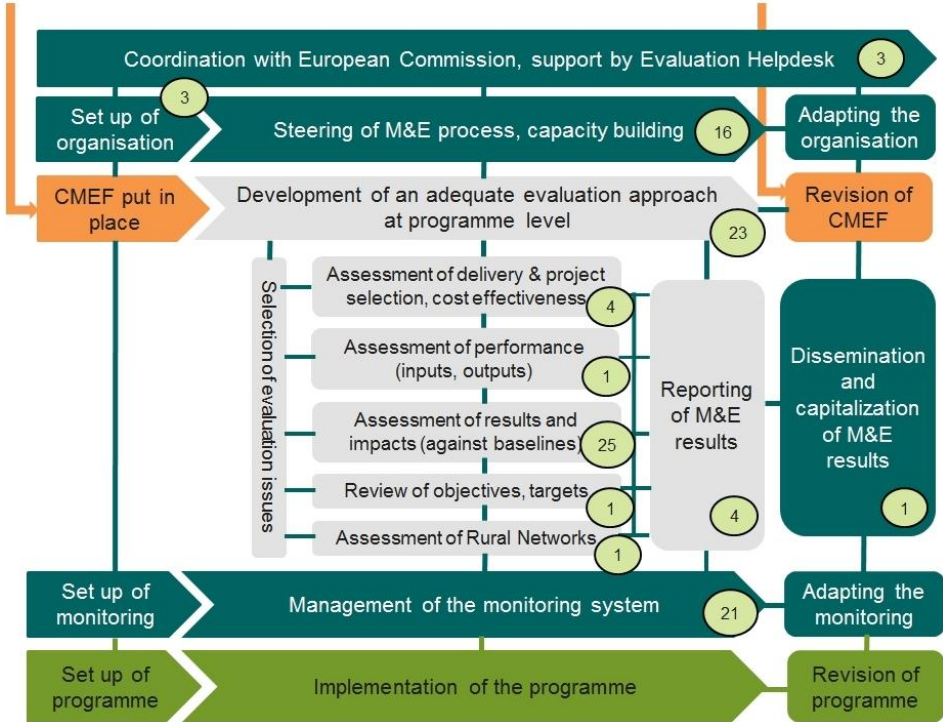 Coordination with European Commission, support by Evaluation Helpdesk
3
3
Set up of
organisation
Steering of M&E process, capacity building
16
Adapting the
organisation
CMEF put in
place
Development of an adequate evaluation approach
at programme level
23
Revision of
CMEF
Selection of evaluation issues
Assessment of delivery & project
selection, cost effectiveness
4
Assessment of performance
(inputs, outputs)
1
Assessment of results and
impacts (against baselines)
25
Review of objectives, targets
1
Assessment of Rural Networks
1
Reporting
of M&E
results
4
Dissemination
and
capitalization
of M&E
results
1
Set up of
monitoring
Management of the monitoring system
21
Adapting the
monitoring
Set up of
programme
Implementation of the programme
Revision of
programme